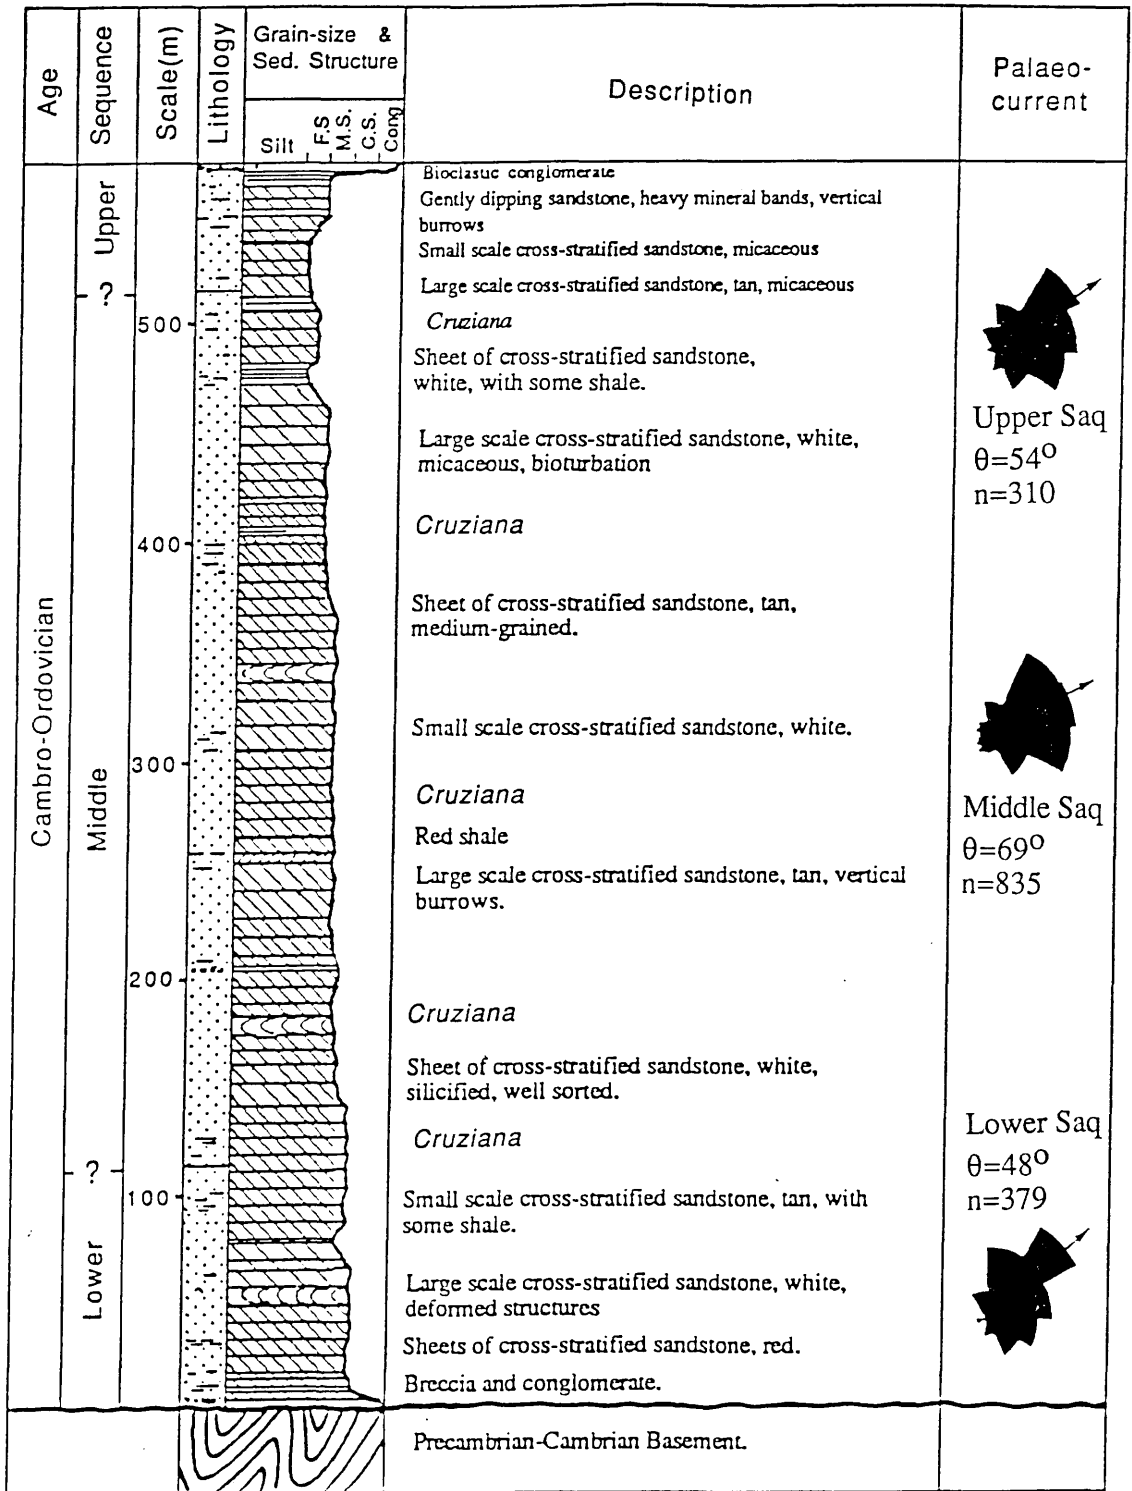 Age
Sequence
Scale(m)
Lithology
Grain-size &
Sed. Structure
Silt
F.S
M.S.
C.S.
Cong
Description
Palaeo-
current
Cambro-Ordovician
Upper
-?-
Middle
-?-
Lower
500
400
300
200
100
Bioclastic conglomerate
Gently dipping sandstone, heavy mineral bands, vertical
burrows
Small scale cross-stratified sandstone, micaceous
Large scale cross-stratified sandstone, tan, micaceous
Cruziana
Sheet of cross-stratified sandstone,
white, with some shale.
Large scale cross-stratified sandstone, white,
micaceous, bioturbation
Cruziana
Sheet of cross-stratified sandstone, tan,
medium-grained.
Small scale cross-stratified sandstone, white.
Cruziana
Red shale
Large scale cross-stratified sandstone, tan, vertical
burrows.
Cruziana
Sheet of cross-stratified sandstone, white,
silicified, well sorted.
Cruziana
Small scale cross-stratified sandstone, tan, with
some shale.
Large scale cross-stratified sandstone, white,
deformed structures
Sheets of cross-stratified sandstone, red.
Breccia and conglomerate.
Precambrian-Cambrian Basement.
Upper Saq
θ=54°
n=310
Middle Saq
θ=69°
n=835
Lower Saq
θ=48°
n=379